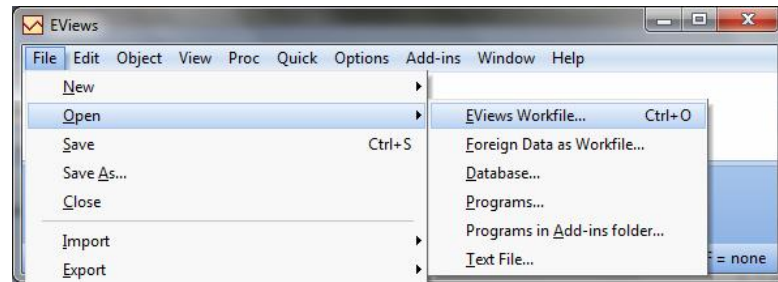 EViews
File Edit Object View Proc Quick Options Add-ins Window Help
New
Open
Save Ctrl+S
Save As...
Close
Import
Export
EViews Workfile... Ctrl+O
Foreign Data as Workfile...
Database...
Programs...
Programs in Add-ins folder...
Text File...
= none